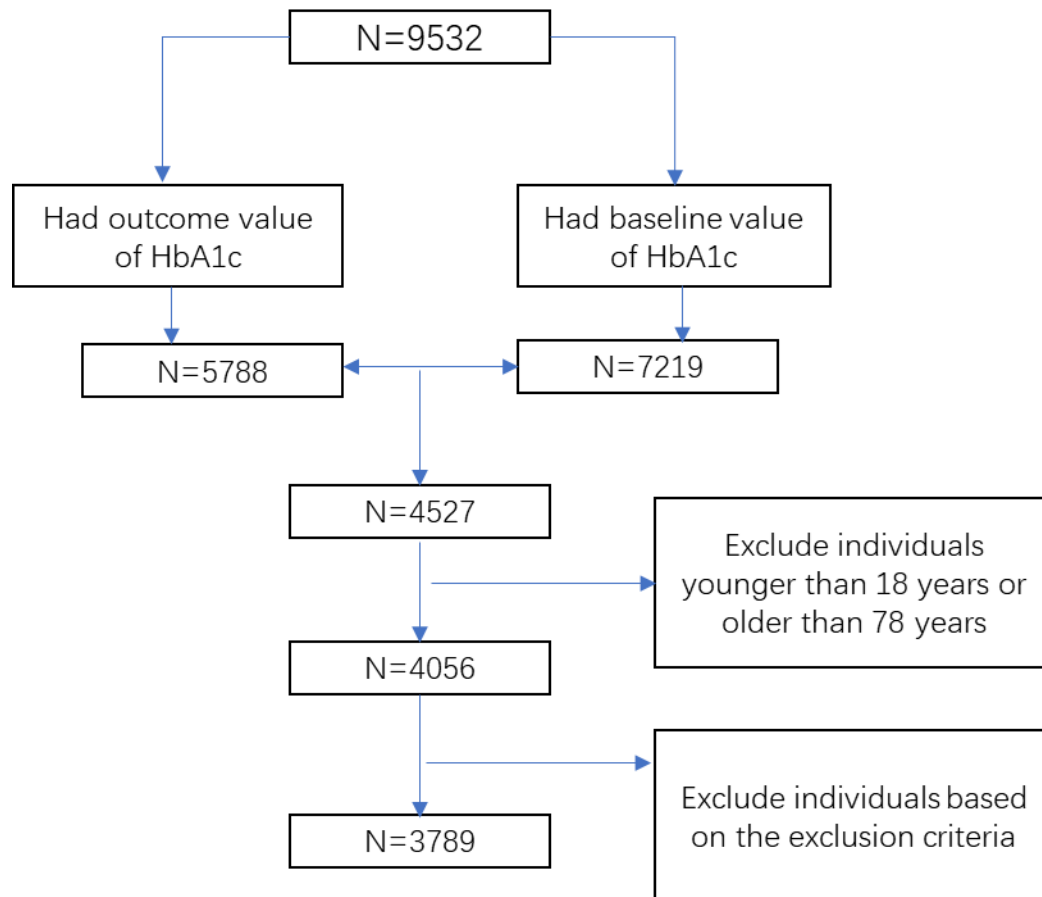 N=9532
Had outcome value
of HbA1c
Had baseline value
of HbA1c
N=5788
N=7219
N=4527
Exclude individuals
younger than 18 years or
older than 78 years
N=4056
Exclude individuals based
on the exclusion criteria
N=3789